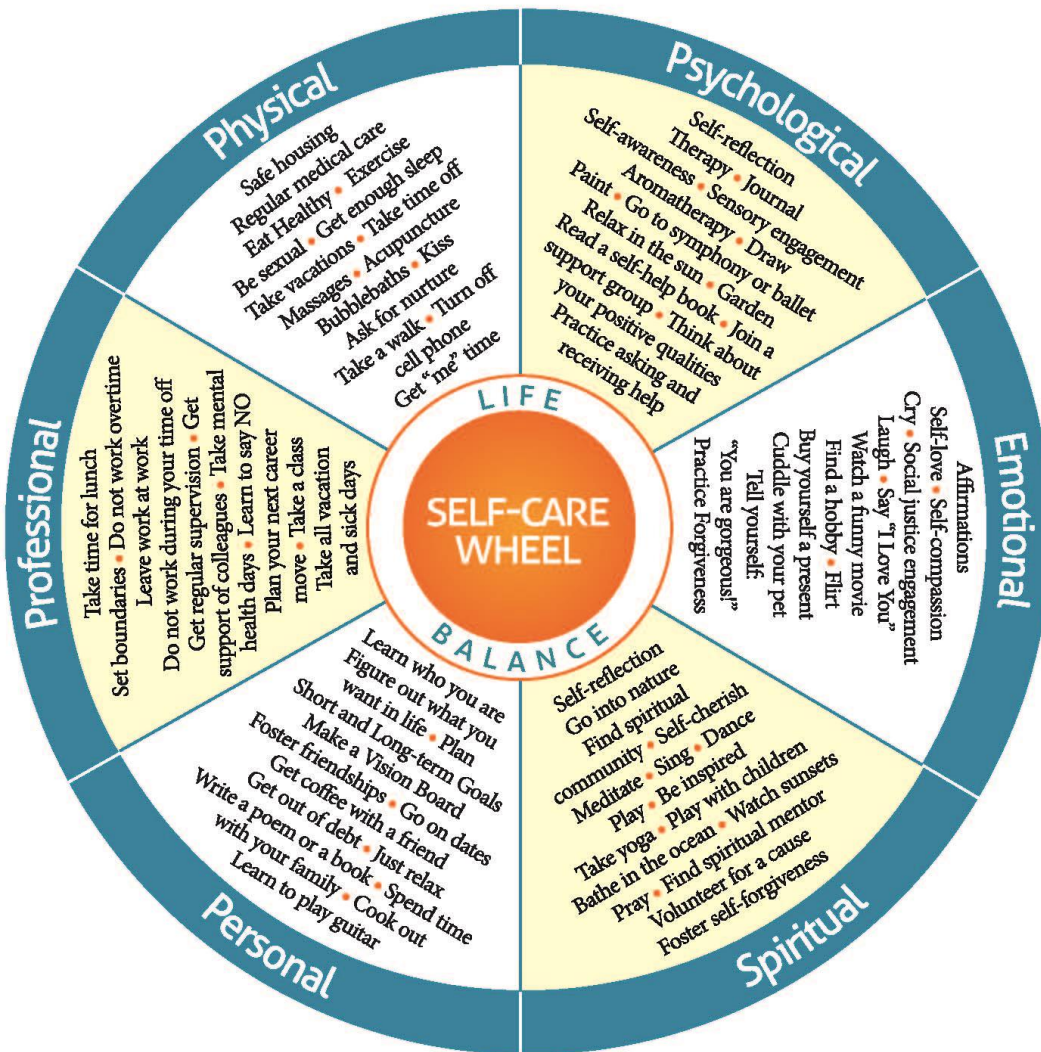 Physical
Safe housing
Regular medical care
Eat Healthy • Exercise
Be sexual • Get enough sleep
Take vacations • Take time off
Massages • Acupuncture
Bubblebaths • Kiss
Ask for nurture
Take a walk • Turn off
cell phone
Get “me” time
Psychological
Self-reflection
Therapy • Journal
Self-awareness • Sensory engagement
Aromatherapy • Draw
Paint • Go to symphony or ballet
Relax in the sun • Garden
Read a self-help book • Join a
support group • Think about
your positive qualities
Practice asking and
receiving help
Emotional
Affirmations
Self-love • Self-compassion
Cry • Social justice engagement
Laugh • Say “I Love You”
Watch a funny movie
Find a hobby • Flirt
Buy yourself a present
Cuddle with your pet
Tell yourself:
“You are gorgeous!”
Practice Forgiveness
Spiritual
Self-reflection
Go into nature
Find spiritual
community • Self-cherish
Meditate • Sing • Dance
Play • Be inspired
Take yoga • Play with children
Bathe in the ocean • Watch sunsets
Pray • Find spiritual mentor
Volunteer for a cause
Foster self-forgiveness
Personal
Learn who you are
Figure out what you
want in life • Plan
Short and Long-term Goals
Make a Vision Board
Foster friendships • Go on dates
Get coffee with a friend
Get out of debt • Just relax
Write a poem or a book • Spend time
with your family • Cook out
Learn to play guitar
Professional
Take time for lunch
Set boundaries • Do not work overtime
Leave work at work
Do not work during your time off
Get regular supervision • Get
support of colleagues • Take mental
health days • Learn to say NO
Plan your next career
move • Take a class
Take all vacation
and sick days
LIFE
SELF-CARE
WHEEL
BALANCE